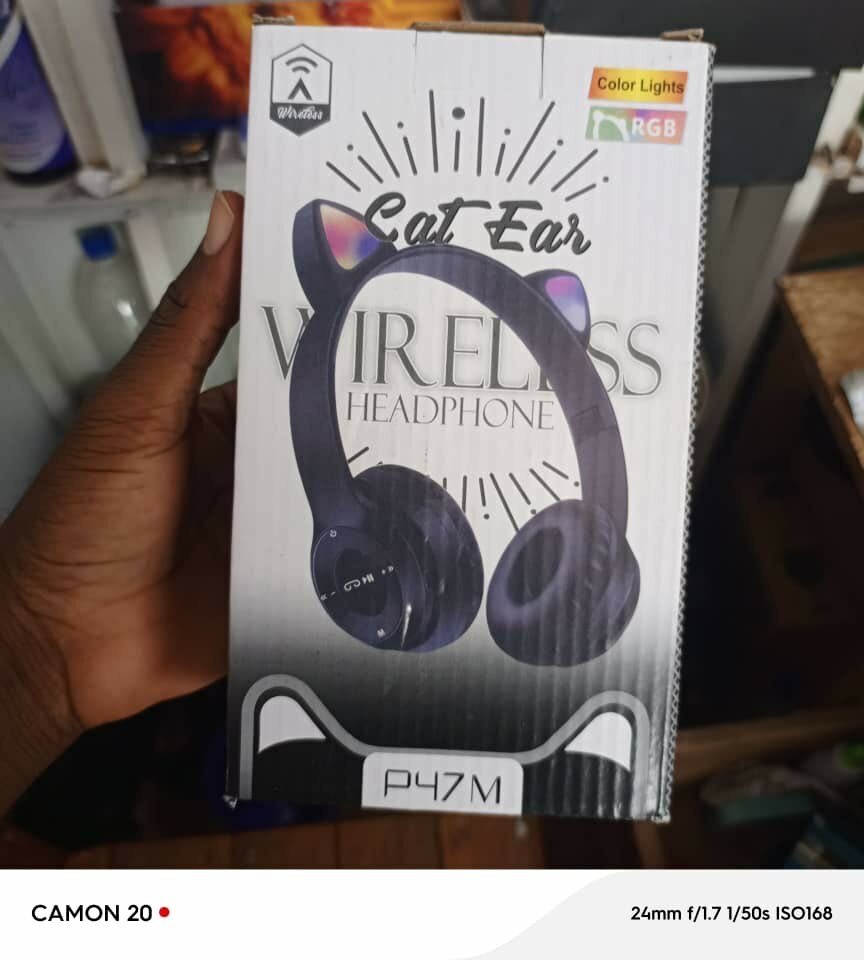 Wireless
Color Lights
RGB
Cat Ear
WIRELESS
HEADPHONE
M
P47M
CAMON 20
24mm f/1.7 1/50s ISO168